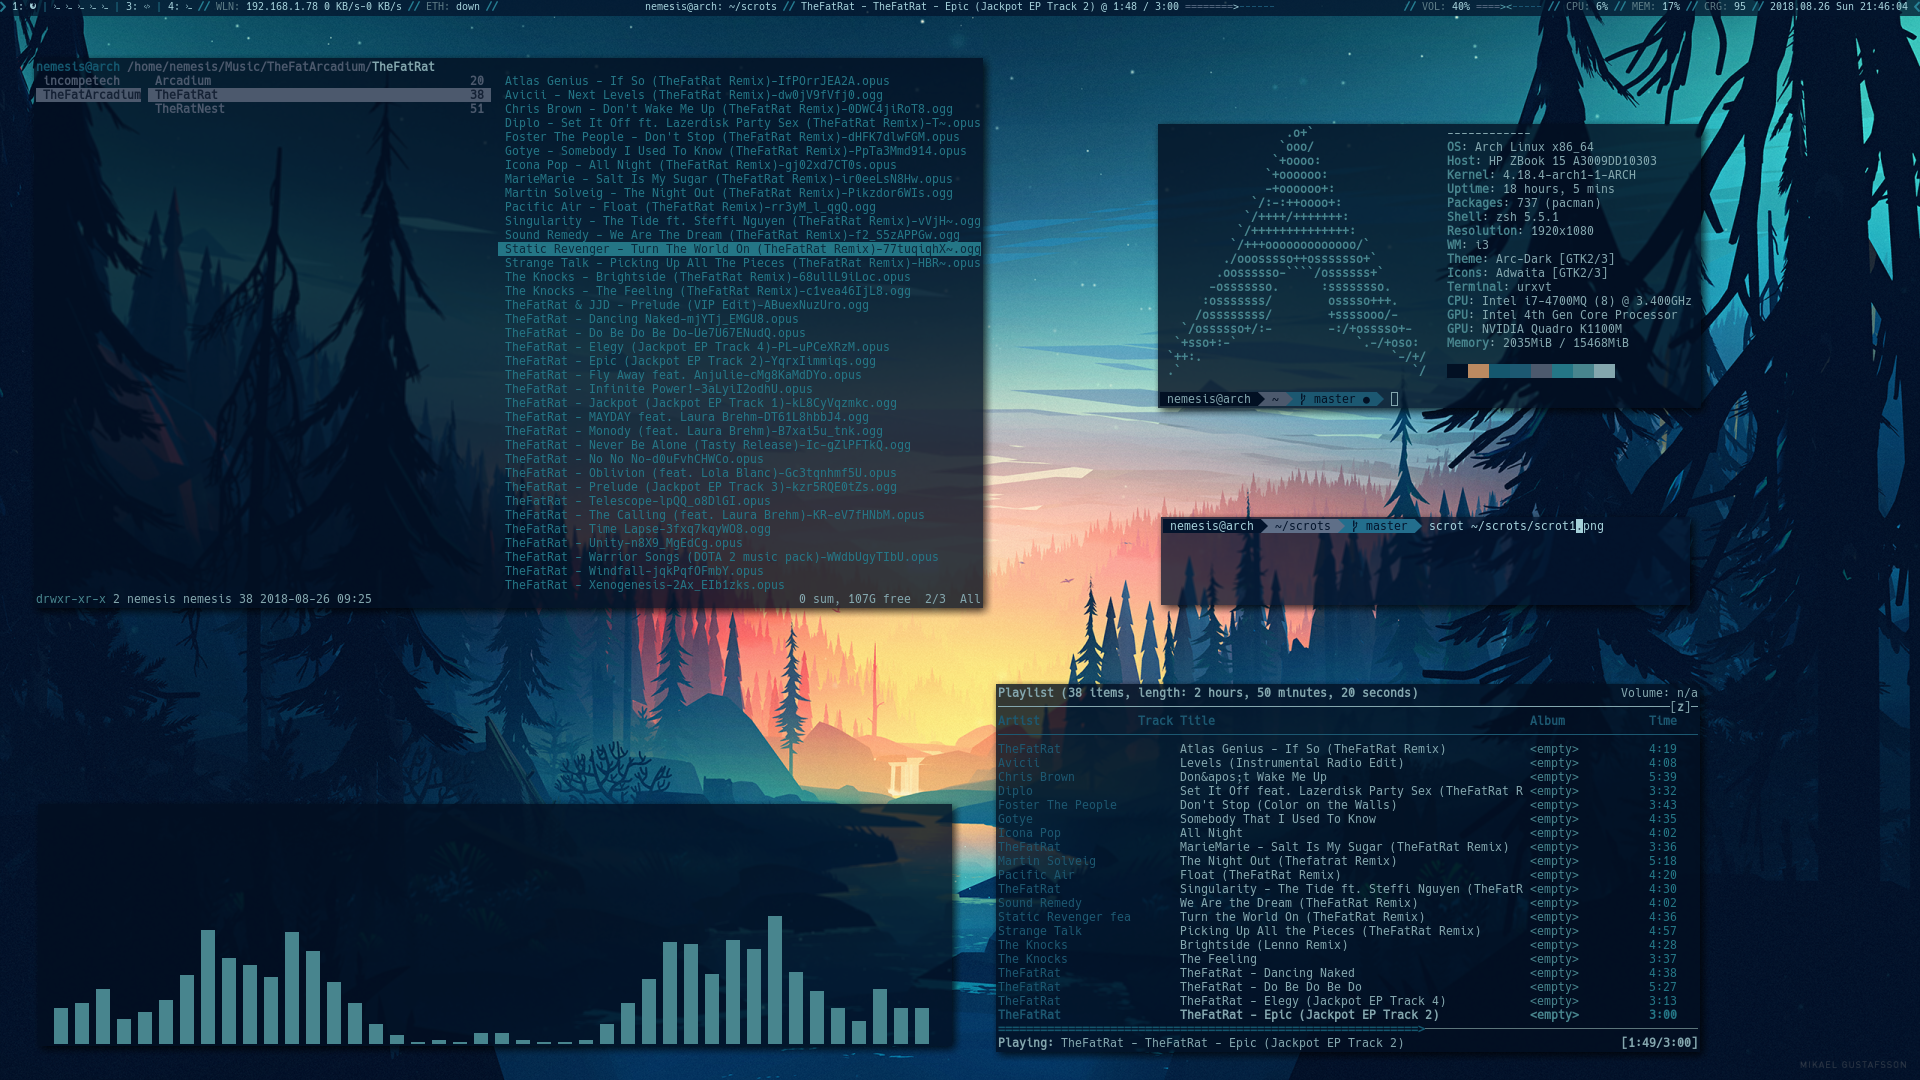 1: 3: 4: // WLN: 192.168.1.78 0 KB/s-0 KB/s // ETH: down //
nemesis@arch: ~/scrots // TheFatRat - TheFatRat - Epic (Jackpot EP Track 2) @ 1:48 / 3:00 ========>------
// VOL: 40% ====><----- // CPU: 6% // MEM: 17% // CRG: 95 // 2018.08.26 Sun 21:46:04
nemesis@arch /home/nemesis/Music/TheFatArcadium/TheFatRat
incompetech Arcadium 20
TheFatArcadium TheFatRat 38
TheRatNest 51
Atlas Genius - If So (TheFatRat Remix)-IfPOrrJEA2A.opus
Avicii - Next Levels (TheFatRat Remix)-dw0jV9fVfj0.ogg
Chris Brown - Don't Wake Me Up (TheFatRat Remix)-0DWC4jiRoT8.ogg
Diplo - Set It Off ft. Lazerdisk Party Sex (TheFatRat Remix)-T~.opus
Foster The People - Don't Stop (TheFatRat Remix)-dHFK7dlwFGM.opus
Gotye - Somebody I Used To Know (TheFatRat Remix)-PpTa3Mmd914.opus
Icona Pop - All Night (TheFatRat Remix)-gj02xd7CT0s.opus
MarieMarie - Salt Is My Sugar (TheFatRat Remix)-ir0eeLsN8Hw.opus
Martin Solveig - The Night Out (TheFatRat Remix)-Pikzdor6WIs.ogg
Pacific Air - Float (TheFatRat Remix)-rr3yM_l_qgQ.ogg
Singularity - The Tide ft. Steffi Nguyen (TheFatRat Remix)-vVjH~.ogg
Sound Remedy - We Are The Dream (TheFatRat Remix)-f2_S5zAPPGw.ogg
Static Revenger - Turn The World On (TheFatRat Remix)-77tugiqhX~.ogg
Strange Talk - Picking Up All The Pieces (TheFatRat Remix)-HBR~.opus
The Knocks - Brightside (TheFatRat Remix)-68ullL9iLoc.opus
The Knocks - The Feeling (TheFatRat Remix)-c1vea46IjL8.ogg
TheFatRat & JJD - Prelude (VIP Edit)-ABuexNuzUro.ogg
TheFatRat - Dancing Naked-mjYTj_EMGU8.opus
TheFatRat - Do Be Do Be Do-Ue7U67ENudQ.opus
TheFatRat - Elegy (Jackpot EP Track 4)-PL-uPCeXRzM.opus
TheFatRat - Epic (Jackpot EP Track 2)-YqrxIimmiqs.ogg
TheFatRat - Fly Away feat. Anjulie-cMg8KaMdDYo.opus
TheFatRat - Infinite Power!-3aLyiI2odhU.opus
TheFatRat - Jackpot (Jackpot EP Track 1)-kL8CyVqzmkc.ogg
TheFatRat - MAYDAY feat. Laura Brehm-DT61L8hbbJ4.ogg
TheFatRat - Monody (feat. Laura Brehm)-B7xai5u_tnk.ogg
TheFatRat - Never Be Alone (Tasty Release)-Ic-gZlPFTkQ.ogg
TheFatRat - No No No-d0uFvhCHWCo.opus
TheFatRat - Oblivion (feat. Lola Blanc)-Gc3tqnhmf5U.opus
TheFatRat - Prelude (Jackpot EP Track 3)-kzr5RQE0tZs.ogg
TheFatRat - Telescope-lpQQ_o8DlGI.opus
TheFatRat - The Calling (feat. Laura Brehm)-KR-eV7fHNbM.opus
TheFatRat - Time Lapse-3fxq7kqyWO8.ogg
TheFatRat - Unity-n8X9_MgEdCg.opus
TheFatRat - Warrior Songs (DOTA 2 music pack)-WWdbUgyTIbU.opus
TheFatRat - Windfall-jqkPqfOFmbY.opus
TheFatRat - Xenogenesis-2Ax_EIb1zks.opus
drwxr-xr-x 2 nemesis nemesis 38 2018-08-26 09:25
0 sum, 107G free 2/3 All
------------
OS: Arch Linux x86_64
Host: HP ZBook 15 A3009DD10303
Kernel: 4.18.4-arch1-1-ARCH
Uptime: 18 hours, 5 mins
Packages: 737 (pacman)
Shell: zsh 5.5.1
Resolution: 1920x1080
WM: i3
Theme: Arc-Dark [GTK2/3]
Icons: Adwaita [GTK2/3]
Terminal: urxvt
CPU: Intel i7-4700MQ (8) @ 3.400GHz
GPU: Intel 4th Gen Core Processor
GPU: NVIDIA Quadro K1100M
Memory: 2035MiB / 15468MiB
nemesis@arch ~ master ●
nemesis@arch ~/scrots master scrot ~/scrots/scrot1.png
Playlist (38 items, length: 2 hours, 50 minutes, 20 seconds) Volume: n/a
[z]
Artist Track Title Album Time
TheFatRat Atlas Genius - If So (TheFatRat Remix) <empty> 4:19
Avicii Levels (Instrumental Radio Edit) <empty> 4:08
Chris Brown Don&apos;t Wake Me Up <empty> 5:39
Diplo Set It Off feat. Lazerdisk Party Sex (TheFatR R <empty> 3:32
Foster The People Don't Stop (Color on the Walls) <empty> 3:43
Gotye Somebody That I Used To Know <empty> 4:35
Icona Pop All Night <empty> 4:02
TheFatRat MarieMarie - Salt Is My Sugar (TheFatRat Remix) <empty> 3:36
Martin Solveig The Night Out (Thefatrat Remix) <empty> 5:18
Pacific Air Float (TheFatRat Remix) <empty> 4:20
TheFatRat Singularity - The Tide ft. Steffi Nguyen (TheFatR <empty> 4:30
Sound Remedy We Are the Dream (TheFatRat Remix) <empty> 4:02
Static Revenger fea Turn the World On (TheFatRat Remix) <empty> 4:36
Strange Talk Picking Up All the Pieces (TheFatRat Remix) <empty> 4:57
The Knocks Brightside (Lenno Remix) <empty> 4:28
The Knocks The Feeling <empty> 3:37
TheFatRat TheFatRat - Dancing Naked <empty> 4:38
TheFatRat TheFatRat - Do Be Do Be Do <empty> 5:27
TheFatRat TheFatRat - Elegy (Jackpot EP Track 4) <empty> 3:13
TheFatRat TheFatRat - Epic (Jackpot EP Track 2) <empty> 3:00
Playing: TheFatRat - TheFatRat - Epic (Jackpot EP Track 2) [1:49/3:00]
MIKAEL GUSTAFSSON